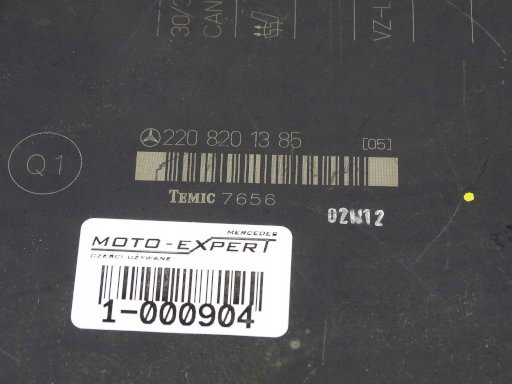 30/3
CAN
VZ-L
220 820 13 85 [05]
Q1
TEMIC 7656
02W12
MERCEDES
MOTO-EXPERT
CZĘŚCI UŻYWANE
1-000904